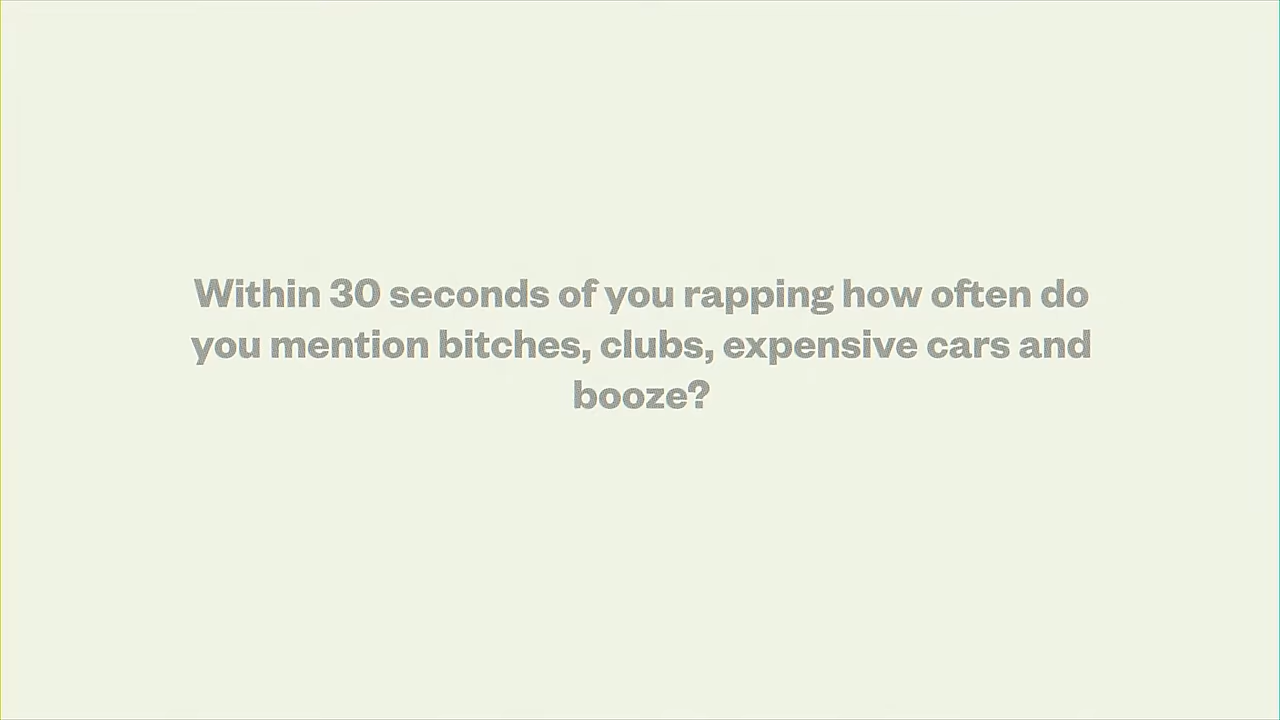 Within 30 seconds of you rapping how often do
you mention bitches, clubs, expensive cars and
booze?